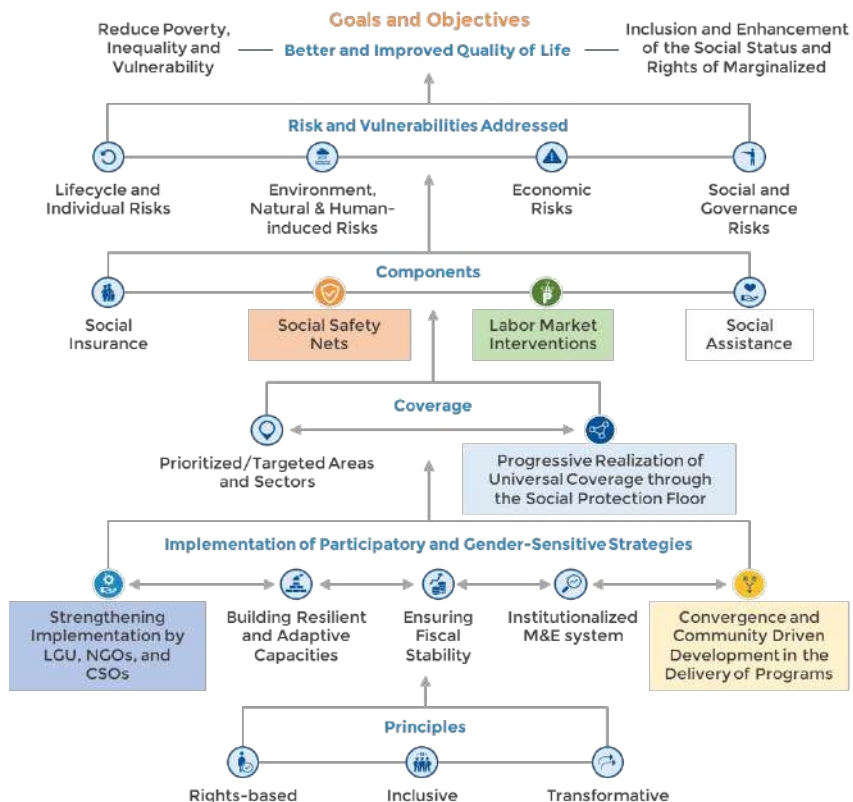 Goals and Objectives
Reduce Poverty,
Inequality and
Vulnerability
Better and Improved Quality of Life
Inclusion and Enhancement
of the Social Status and
Rights of Marginalized
Risk and Vulnerabilities Addressed
Lifecycle and
Individual Risks
Environment,
Natural & Human-
induced Risks
Economic
Risks
Social and
Governance
Risks
Components
Social
Insurance
Social Safety
Nets
Labor Market
Interventions
Social
Assistance
Coverage
Prioritized/Targeted Areas
and Sectors
Progressive Realization of
Universal Coverage through
the Social Protection Floor
Implementation of Participatory and Gender-Sensitive Strategies
Strengthening
Implementation by
LGU, NGOs, and
CSOs
Building Resilient
and Adaptive
Capacities
Ensuring
Fiscal
Stability
Institutionalized
M&E system
Convergence and
Community Driven
Development in the
Delivery of Programs
Principles
Rights-based
Inclusive
Transformative